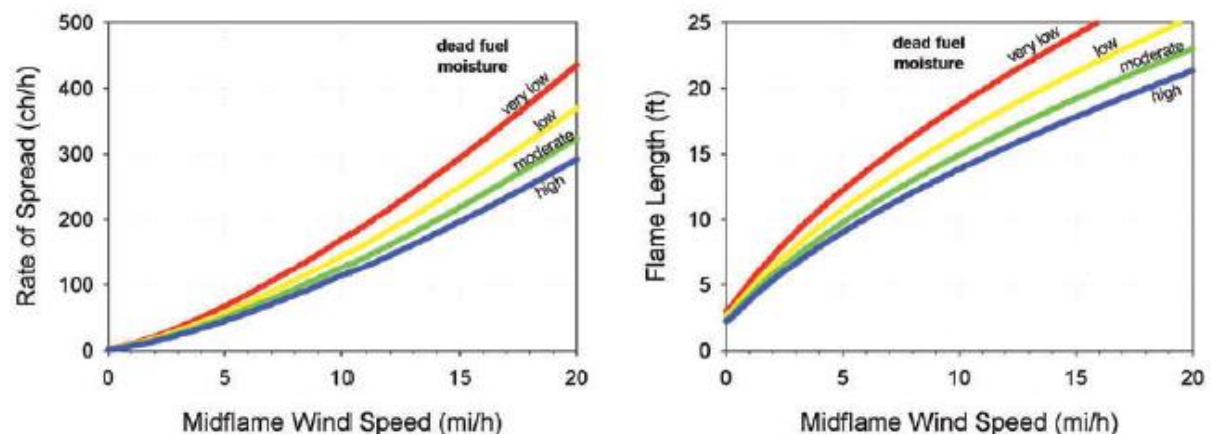 500
400
300
200
100
0
Rate of Spread (ch/h)
dead fuel
moisture
very low
low
moderate
high
0 5 10 15 20
Midflame Wind Speed (mi/h)
25
20
15
10
5
0
Flame Length (ft)
dead fuel
moisture
very low
low
moderate
high
0 5 10 15 20
Midflame Wind Speed (mi/h)